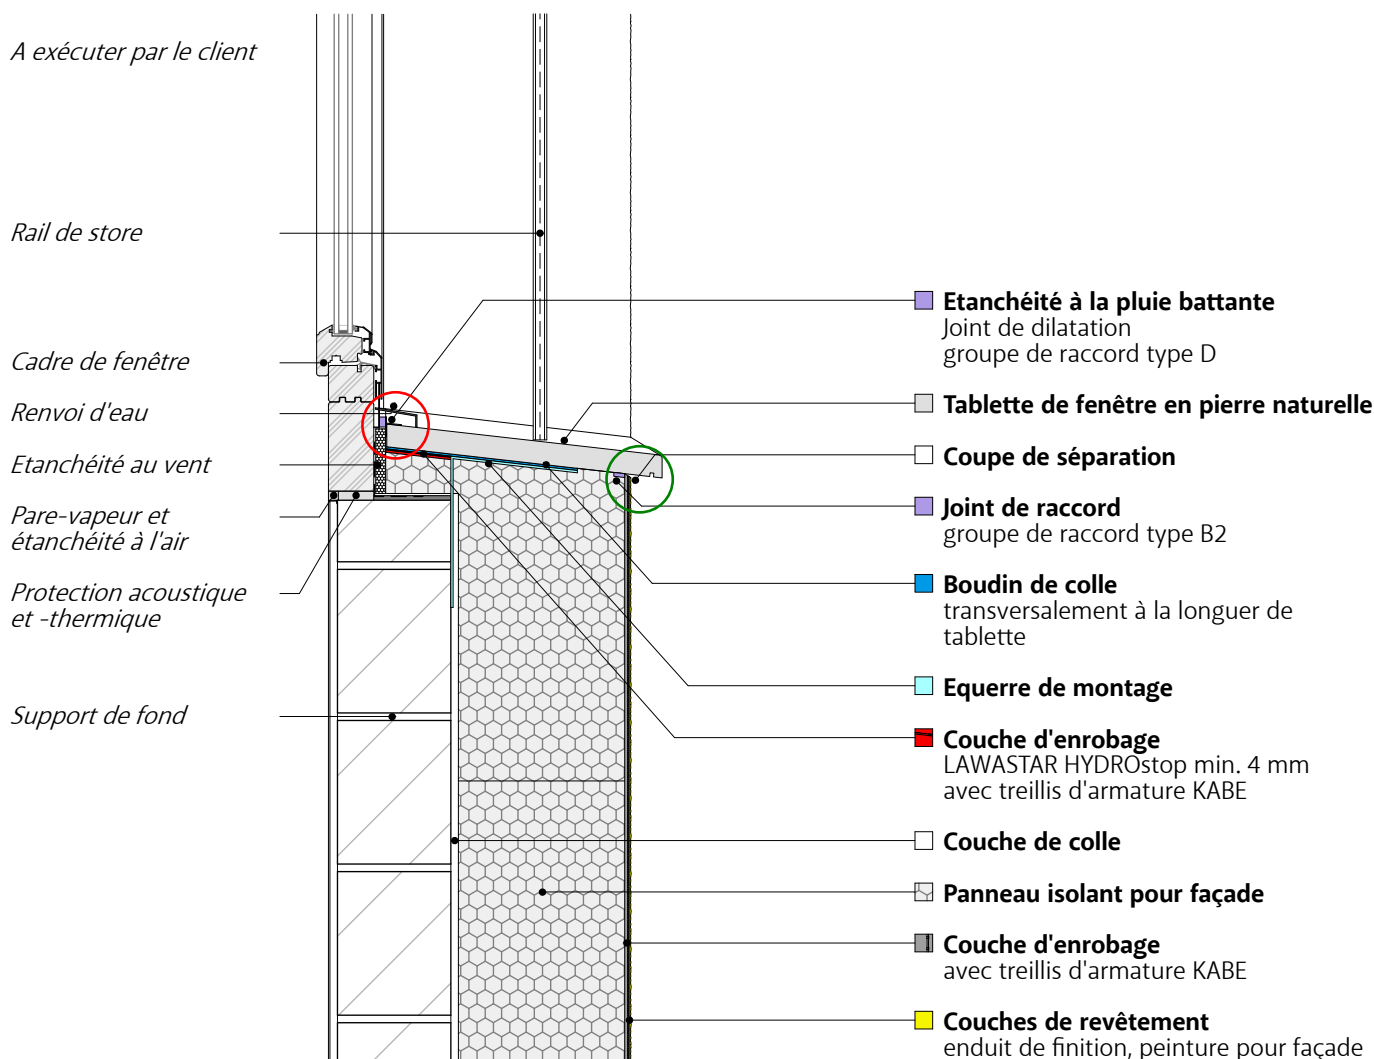 A exécuter par le client
Rail de store
Cadre de fenêtre
Renvoi d'eau
Etanchéité au vent
Pare-vapeur et
étanchéité à l'air
Protection acoustique
et -thermique
Support de fond
Etanchéité à la pluie battante
Joint de dilatation
groupe de raccord type D
Tablette de fenêtre en pierre naturelle
Coupe de séparation
Joint de raccord
groupe de raccord type B2
Boudin de colle
transversalement à la longuer de
tablette
Equerre de montage
Couche d'enrobage
LAWASTAR HYDROstop min. 4 mm
avec treillis d'armature KABE
Couche de colle
Panneau isolant pour façade
Couche d'enrobage
avec treillis d'armature KABE
Couches de revêtement
enduit de finition, peinture pour façade